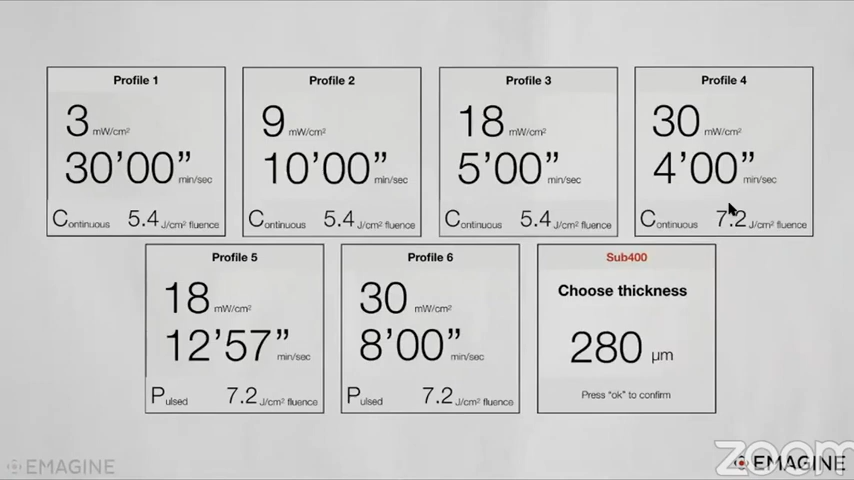 Profile 1
3 mW/cm²
30’00” min/sec
Continuous 5.4 J/cm² fluence
Profile 2
9 mW/cm²
10’00” min/sec
Continuous 5.4 J/cm² fluence
Profile 3
18 mW/cm²
5’00” min/sec
Continuous 5.4 J/cm² fluence
Profile 4
30 mW/cm²
4’00” min/sec
Continuous 7.2 J/cm² fluence
Profile 5
18 mW/cm²
12’57” min/sec
Pulsed 7.2 J/cm² fluence
Profile 6
30 mW/cm²
8’00” min/sec
Pulsed 7.2 J/cm² fluence
Sub400
Choose thickness
280 µm
Press “ok” to confirm
EMAGINE
zoom
EMAGINE